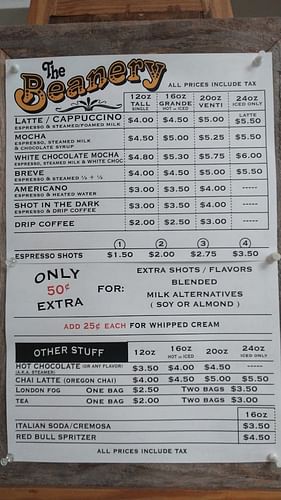 The Beanery
ALL PRICES INCLUDE TAX
12oz TALL SINGLE 16oz GRANDE HOT or ICED 20oz VENTI 24oz ICED ONLY
LATTE / CAPPUCCINO $4.00 $4.50 $5.00 LATTE $5.50
ESPRESSO & STEAMED/FOAMED MILK
MOCHA $4.50 $5.00 $5.25 $5.50
ESPRESSO, STEAMED MILK
& CHOCOLATE SYRUP
WHITE CHOCOLATE MOCHA $4.80 $5.30 $5.75 $6.00
ESPRESSO, STEAMED MILK & WHITE CHOC
BREVE $4.00 $4.50 $5.00 $5.50
ESPRESSO & STEAMED ½ + ½
AMERICANO $3.00 $3.50 $4.00 -----
ESPRESSO & HEATED WATER
SHOT IN THE DARK $3.00 $3.50 $4.00 -----
ESPRESSO & DRIP COFFEE
DRIP COFFEE $2.00 $2.50 $3.00 -----
1 2 3 4
ESPRESSO SHOTS $1.50 $2.00 $2.75 $3.50
ONLY 50¢ EXTRA FOR:
EXTRA SHOTS / FLAVORS
BLENDED
MILK ALTERNATIVES
( SOY OR ALMOND )
ADD 25¢ EACH FOR WHIPPED CREAM
OTHER STUFF 12oz 16oz HOT or ICED 20oz 24oz ICED ONLY
HOT CHOCOLATE (OR ANY FLAVOR) $3.50 $4.00 $4.50 -----
(A.K.A. STEAMER)
CHAI LATTE (OREGON CHAI) $4.00 $4.50 $5.00 $5.50
LONDON FOG ONE BAG $2.50 TWO BAGS $3.50
TEA ONE BAG $2.00 TWO BAGS $3.00
16oz
ITALIAN SODA/CREMOSA $3.50
RED BULL SPRITZER $4.50
ALL PRICES INCLUDE TAX